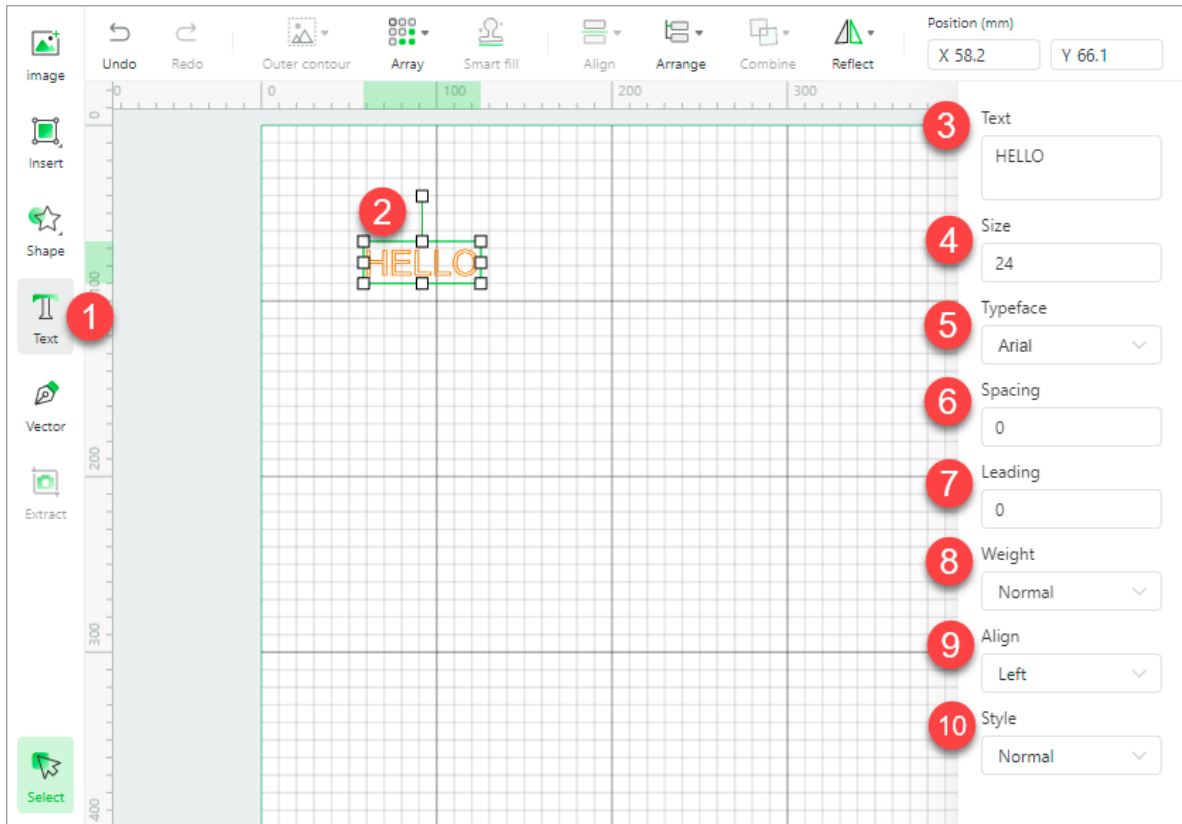 Position (mm)
X 58.2
Y 66.1
Undo
Redo
Outer contour
Array
Smart fill
Align
Arrange
Combine
Reflect
image
Insert
Shape
Text
1
Vector
Extract
Select
0
0
100
200
300
0
100
200
300
400
2
HELLO
3
Text
HELLO
4
Size
24
5
Typeface
Arial
6
Spacing
0
7
Leading
0
8
Weight
Normal
9
Align
Left
10
Style
Normal